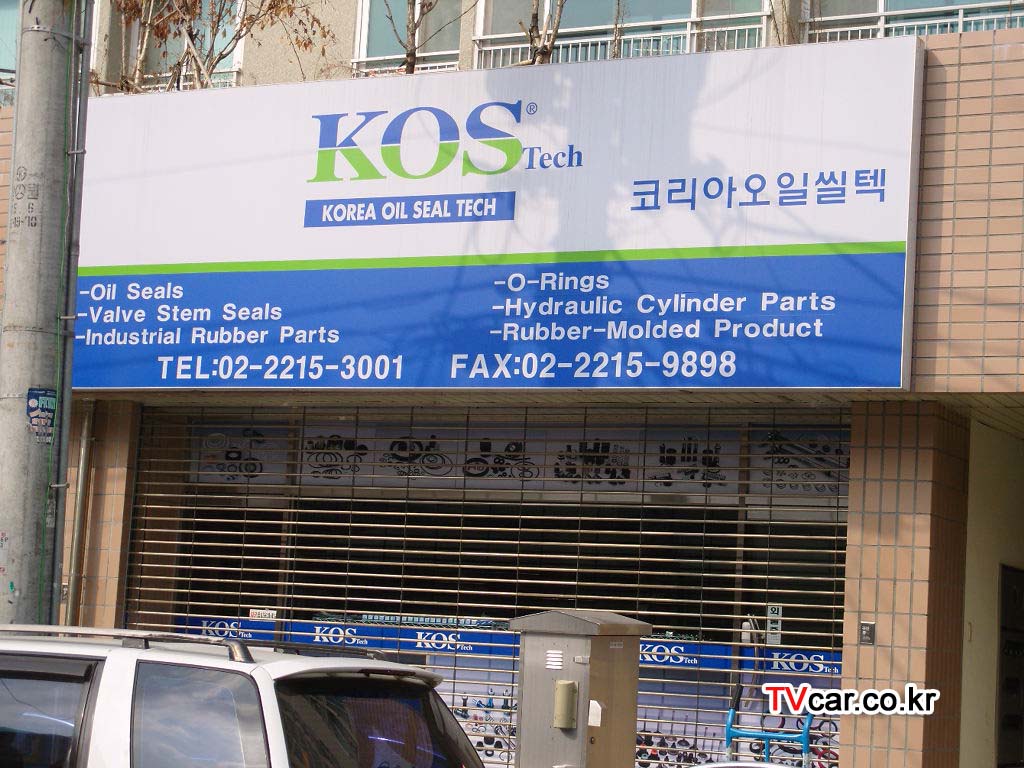 KOS® Tech
KOREA OIL SEAL TECH
코리아오일씰텍
-Oil Seals
-Valve Stem Seals
-Industrial Rubber Parts
-O-Rings
-Hydraulic Cylinder Parts
-Rubber-Molded Product
TEL:02-2215-3001 FAX:02-2215-9898
KOS Tech
KOS Tech
KOS Tech
KOS Tech
KOS Tech
TVcar.co.kr